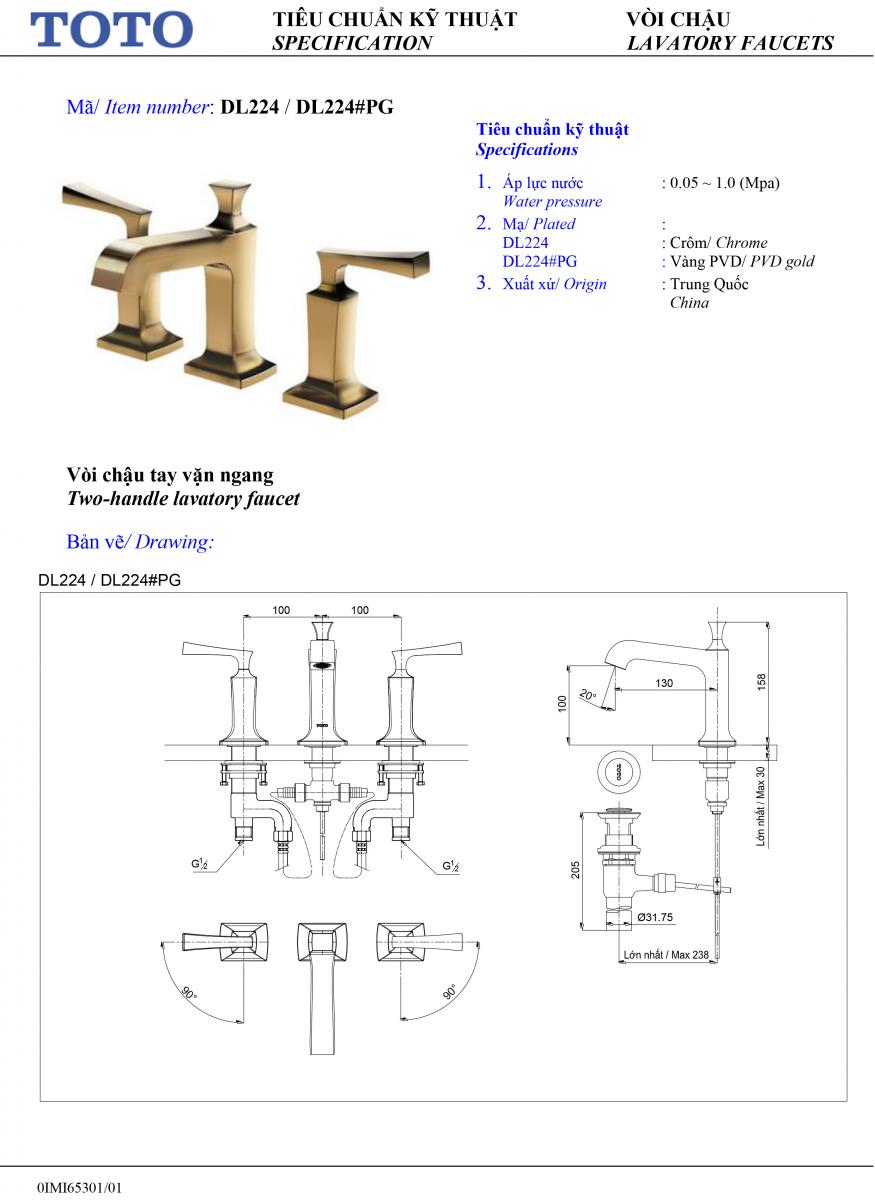 TOTO
TIÊU CHUẨN KỸ THUẬT
SPECIFICATION
VÒI CHẬU
LAVATORY FAUCETS
Mã/ Item number: DL224 / DL224#PG
Tiêu chuẩn kỹ thuật
Specifications
1. Áp lực nước : 0.05 ~ 1.0 (Mpa)
Water pressure
2. Mạ/ Plated :
DL224 : Crôm/ Chrome
DL224#PG : Vàng PVD/ PVD gold
3. Xuất xứ/ Origin : Trung Quốc
China
Vòi chậu tay vặn ngang
Two-handle lavatory faucet
Bản vẽ/ Drawing:
DL224 / DL224#PG
100 100
TOTO
G1/2
G1/2
90°
90°
130
20°
100
158
Lớn nhất / Max 30
TOTO
205
Ø31.75
Lớn nhất / Max 238
0IMI65301/01